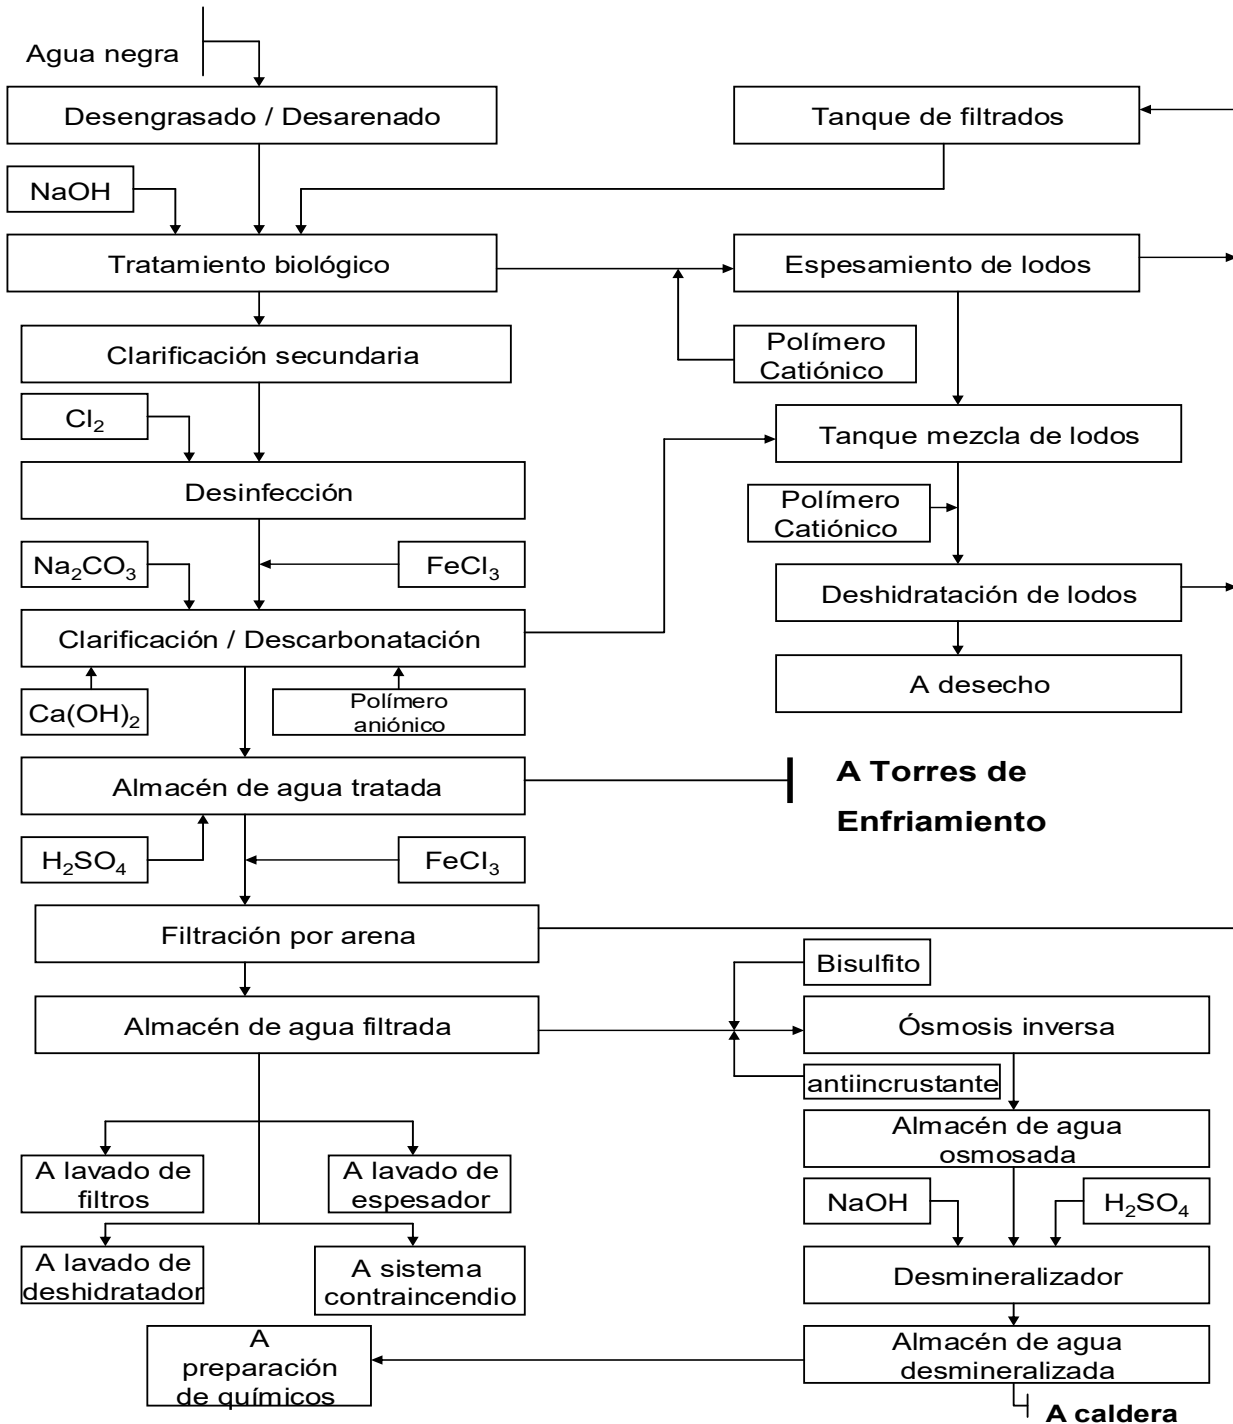 Agua negra
Desengrasado / Desarenado
Tanque de filtrados
NaOH
Tratamiento biológico
Espesamiento de lodos
Clarificación secundaria
Polímero
Catiónico
Cl₂
Tanque mezcla de lodos
Desinfección
Polímero
Catiónico
Na₂CO₃
FeCl₃
Deshidratación de lodos
Clarificación / Descarbonatación
A desecho
Ca(OH)₂
Polímero
aniónico
Almacén de agua tratada
A Torres de
Enfriamiento
H₂SO₄
FeCl₃
Filtración por arena
Bisulfito
Almacén de agua filtrada
Ósmosis inversa
antiincrustante
Almacén de agua
osmosada
A lavado de
filtros
A lavado de
espesador
NaOH
H₂SO₄
A lavado de
deshidratador
A sistema
contraincendio
Desmineralizador
A
preparación
de químicos
Almacén de agua
desmineralizada
A caldera